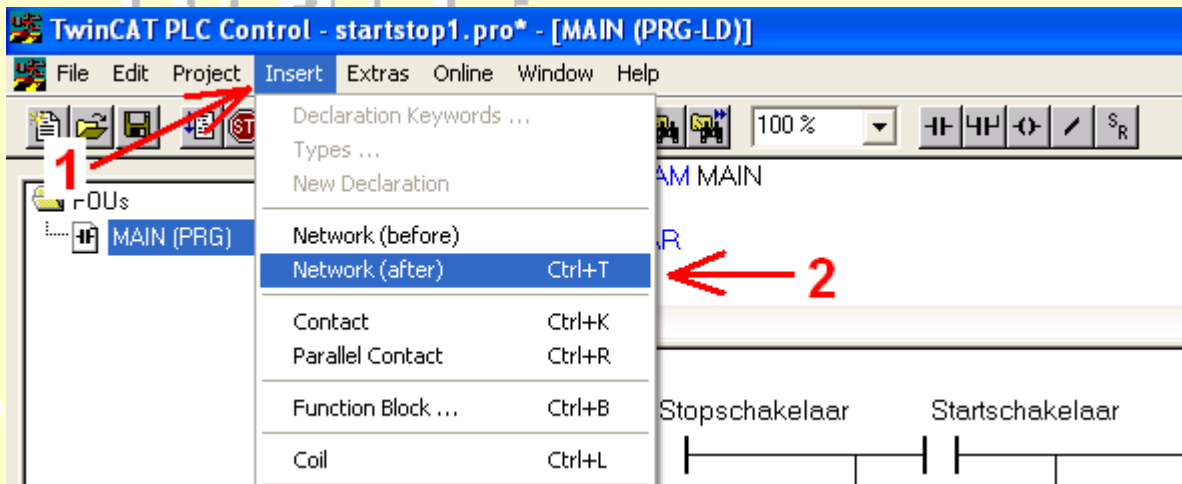 TwinCAT PLC Control - startstop1.pro* - [MAIN (PRG-LD)]
File Edit Project Insert Extras Online Window Help
100 %
S R
1
POUs
MAIN (PRG)
Declaration Keywords ...
Types ...
New Declaration
Network (before)
Network (after) Ctrl+T
Contact Ctrl+K
Parallel Contact Ctrl+R
Function Block ... Ctrl+B
Coil Ctrl+L
AM MAIN
AR
2
Stopschakelaar Startschakelaar